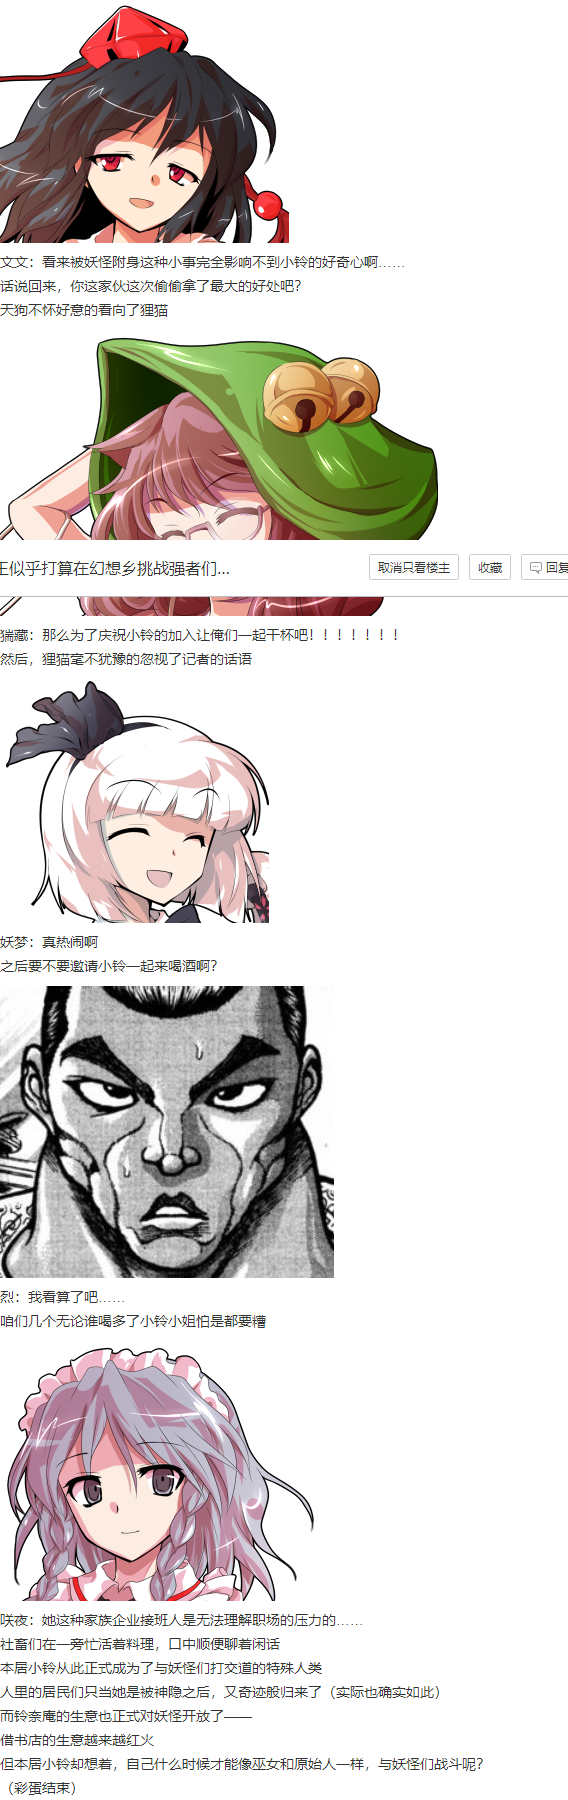 文文：看来被妖怪附身这种小事完全影响不到小铃的好奇心啊……
话说回来，你这家伙这次偷偷拿了最大的好处吧？
天狗不怀好意的看向了狸猫
王似乎打算在幻想乡挑战强者们...
取消只看楼主
收藏
回复
猯藏：那么为了庆祝小铃的加入让俺们一起干杯吧！！！！！！！
然后，狸猫毫不犹豫的忽视了记者的话语
妖梦：真热闹啊
之后要不要邀请小铃一起来喝酒啊？
烈：我看算了吧……
咱们几个无论谁喝多了小铃小姐怕是都要糟
咲夜：她这种家族企业接班人是无法理解职场的压力的……
社畜们在一旁忙活着料理，口中顺便聊着闲话
本居小铃从此正式成为了与妖怪们打交道的特殊人类
人里的居民们只当她是被神隐之后，又奇迹般归来了（实际也确实如此）
而铃奈庵的生意也正式对妖怪开放了——
借书店的生意越来越红火
但本居小铃却想着，自己什么时候才能像巫女和原始人一样，与妖怪们战斗呢？
（彩蛋结束）